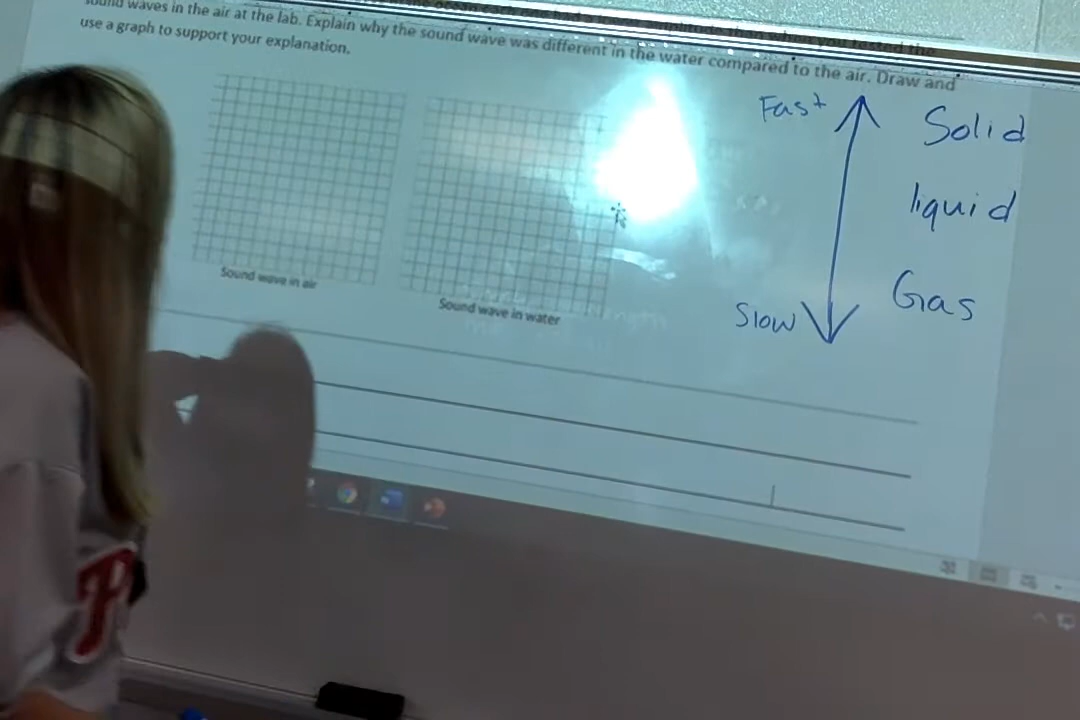 sound waves in the air at the lab. Explain why the sound wave was different in the water compared to the air. Draw and
use a graph to support your explanation.
Fast
Solid
liquid
Gas
Slow
Sound wave in air
Sound wave in water